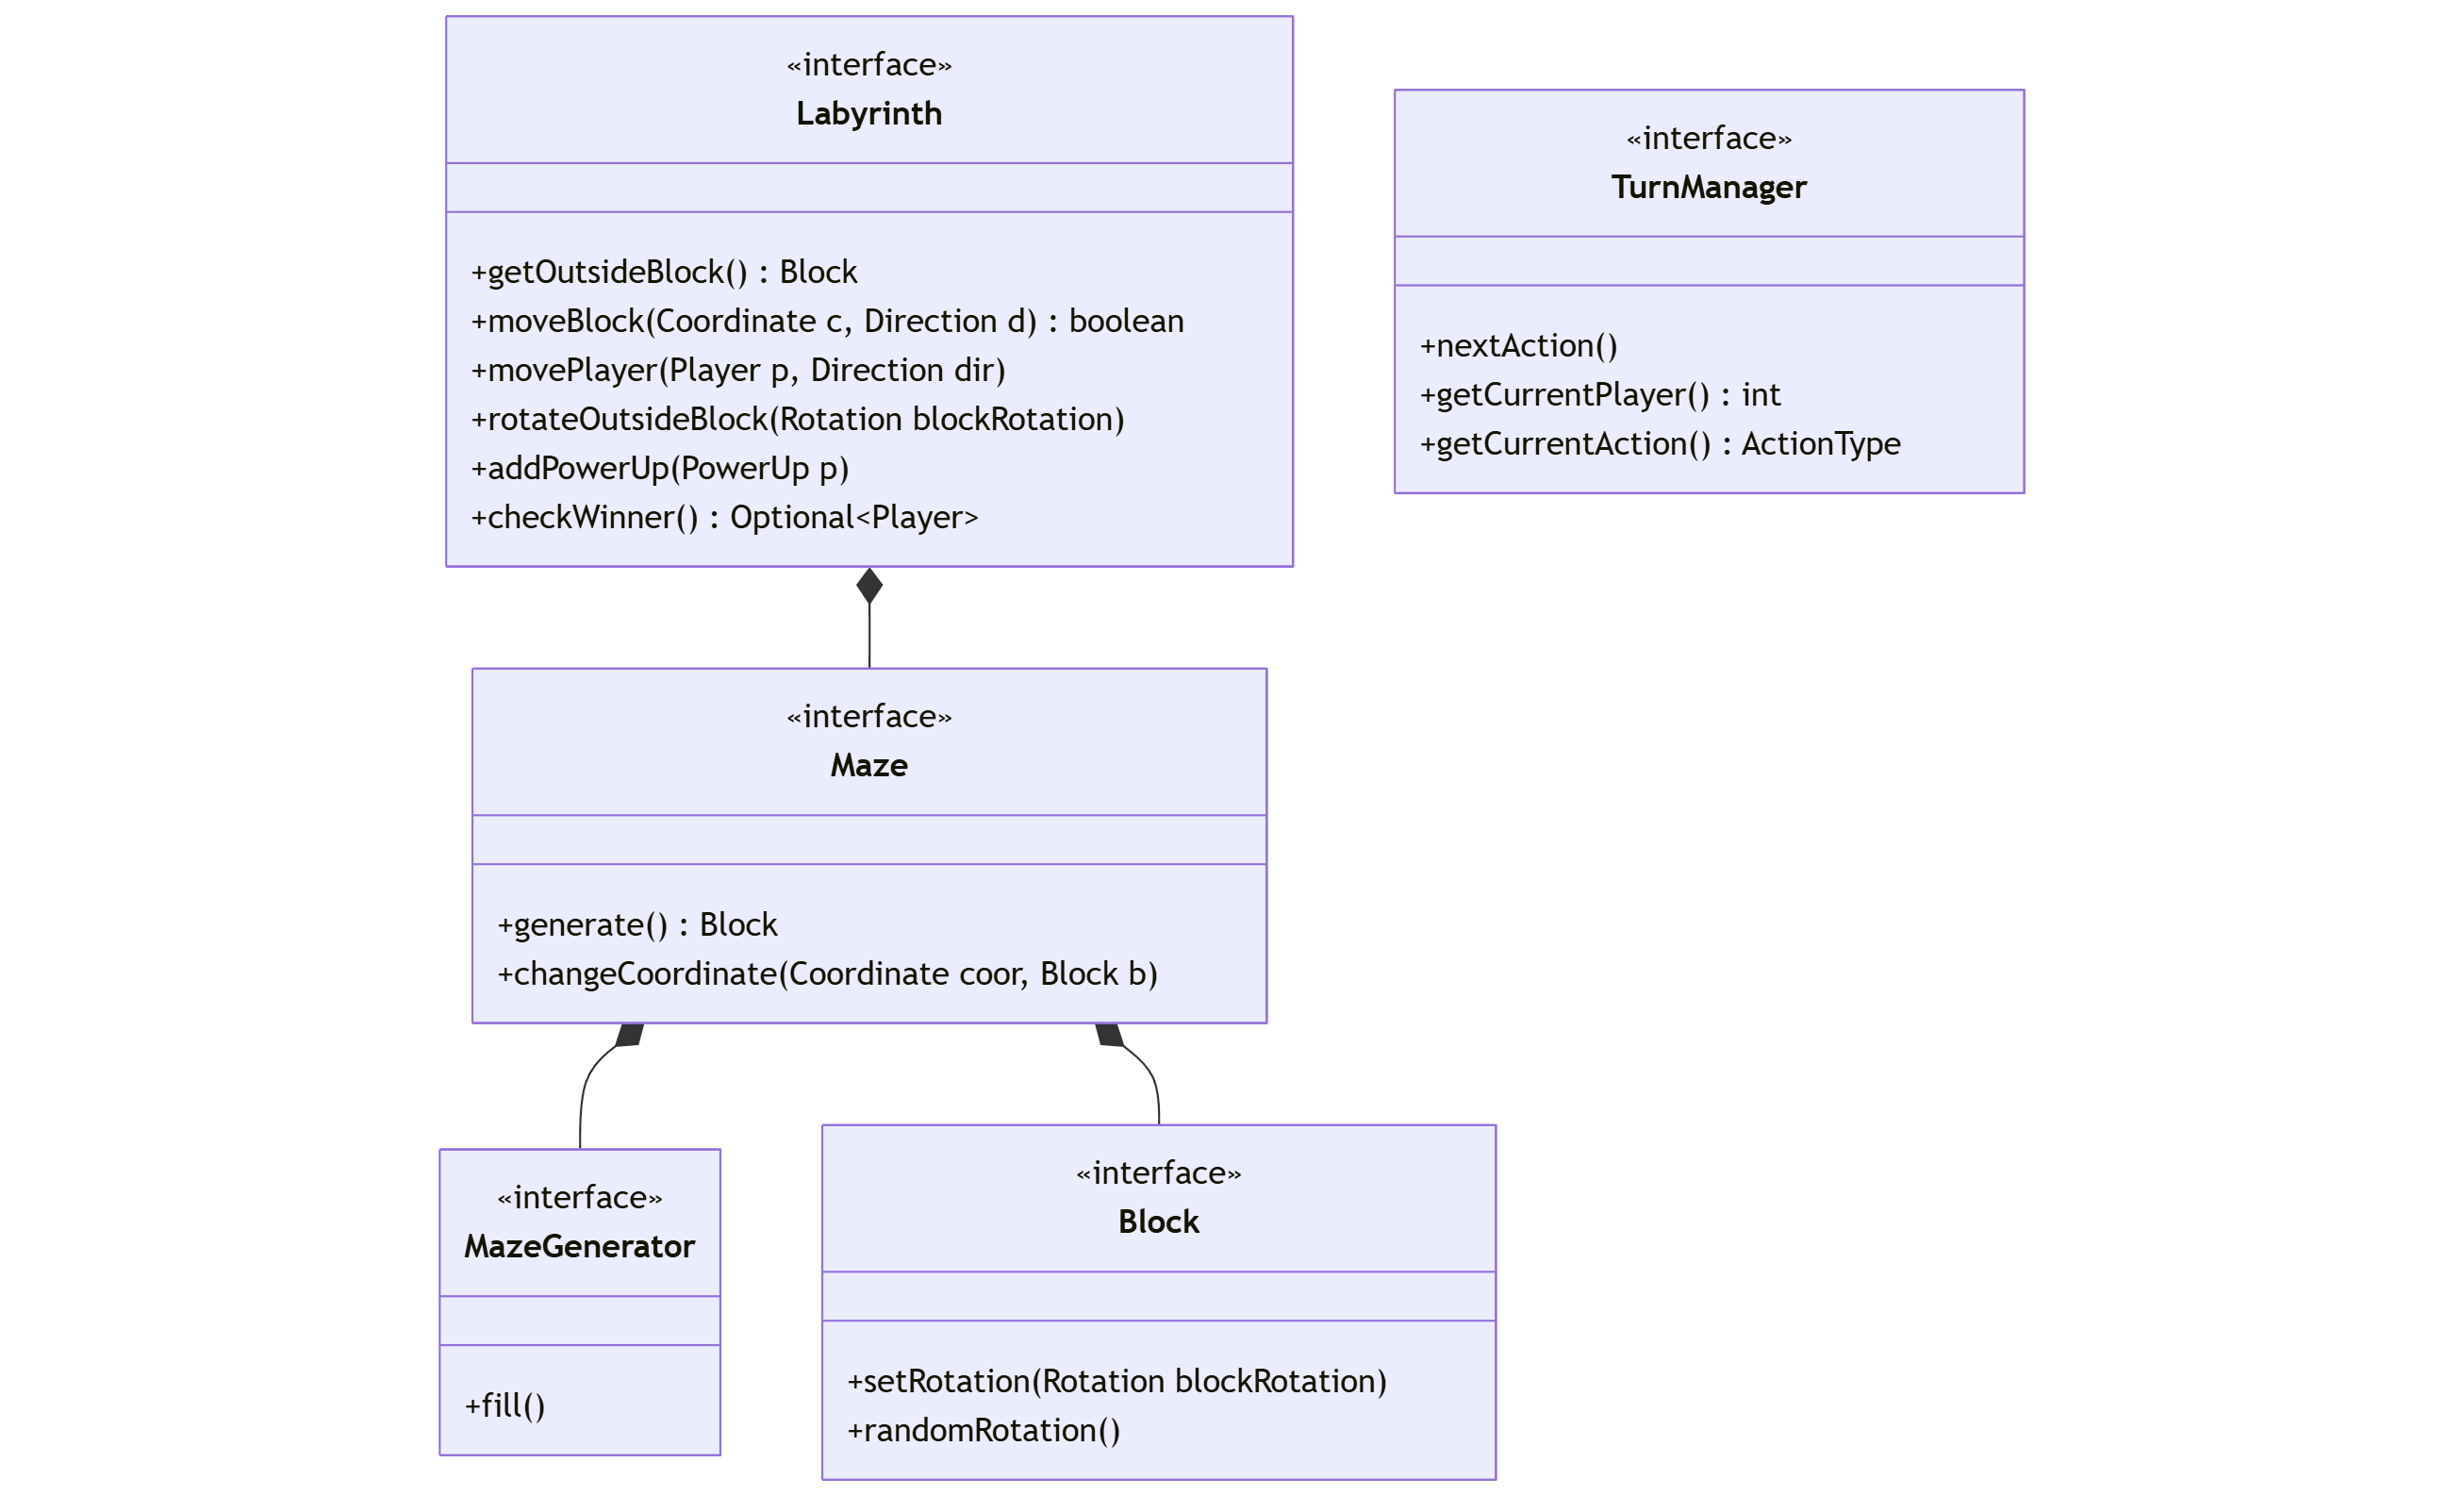 «interface»
Labyrinth
+getOutsideBlock() : Block
+moveBlock(Coordinate c, Direction d) : boolean
+movePlayer(Player p, Direction dir)
+rotateOutsideBlock(Rotation blockRotation)
+addPowerUp(PowerUp p)
+checkWinner() : Optional<Player>
«interface»
TurnManager
+nextAction()
+getCurrentPlayer() : int
+getCurrentAction() : ActionType
«interface»
Maze
+generate() : Block
+changeCoordinate(Coordinate coor, Block b)
«interface»
MazeGenerator
+fill()
«interface»
Block
+setRotation(Rotation blockRotation)
+randomRotation()